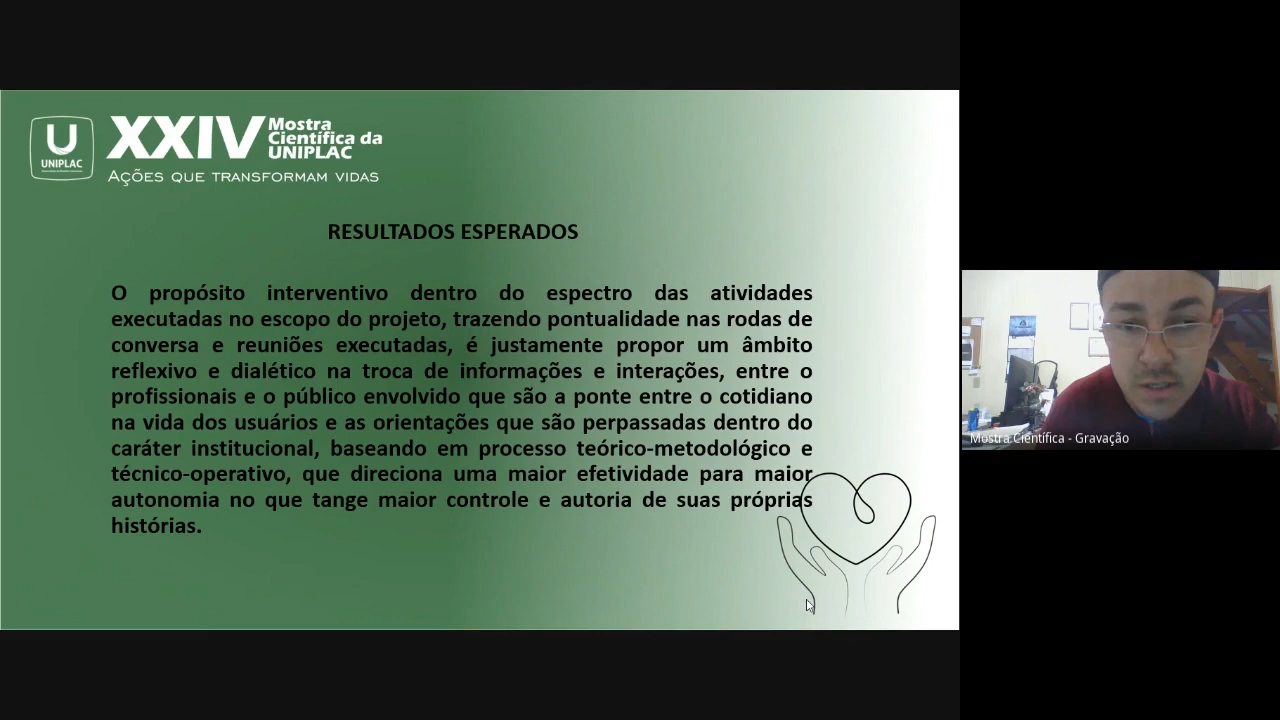 XXIV Mostra
Científica da
UNIPLAC
U
UNIPLAC
AÇÕES QUE TRANSFORMAM VIDAS
RESULTADOS ESPERADOS
O propósito interventivo dentro do espectro das atividades
executadas no escopo do projeto, trazendo pontualidade nas rodas de
conversa e reuniões executadas, é justamente propor um âmbito
reflexivo e dialético na troca de informações e interações, entre o
profissionais e o público envolvido que são a ponte entre o cotidiano
na vida dos usuários e as orientações que são perpassadas dentro do
caráter institucional, baseando em processo teórico-metodológico e
técnico-operativo, que direciona uma maior efetividade para maior
autonomia no que tange maior controle e autoria de suas próprias
histórias.
Mostra Científica - Gravação